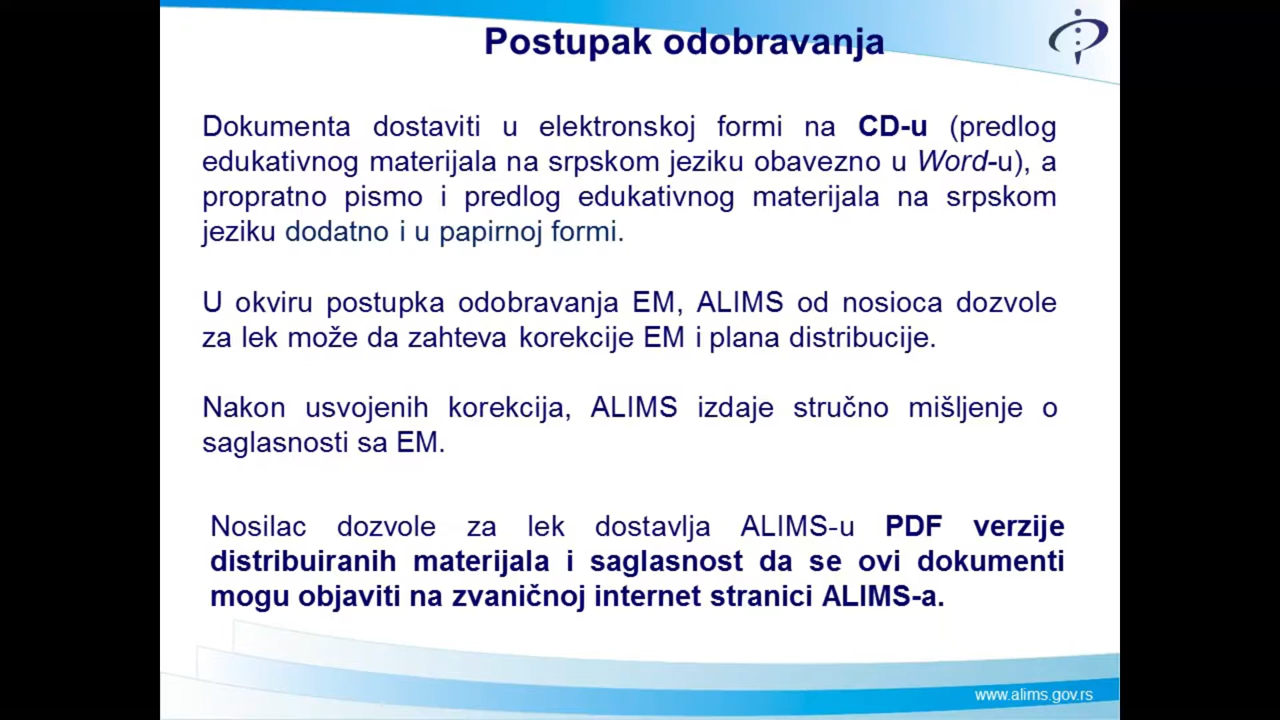 Postupak odobravanja
Dokumenta dostaviti u elektronskoj formi na CD-u (predlog
edukativnog materijala na srpskom jeziku obavezno u Word-u), a
propratno pismo i predlog edukativnog materijala na srpskom
jeziku dodatno i u papirnoj formi.
U okviru postupka odobravanja EM, ALIMS od nosioca dozvole
za lek može da zahteva korekcije EM i plana distribucije.
Nakon usvojenih korekcija, ALIMS izdaje stručno mišljenje o
saglasnosti sa EM.
Nosilac dozvole za lek dostavlja ALIMS-u PDF verzije
distribuiranih materijala i saglasnost da se ovi dokumenti
mogu objaviti na zvaničnoj internet stranici ALIMS-a.
www.alims.gov.rs